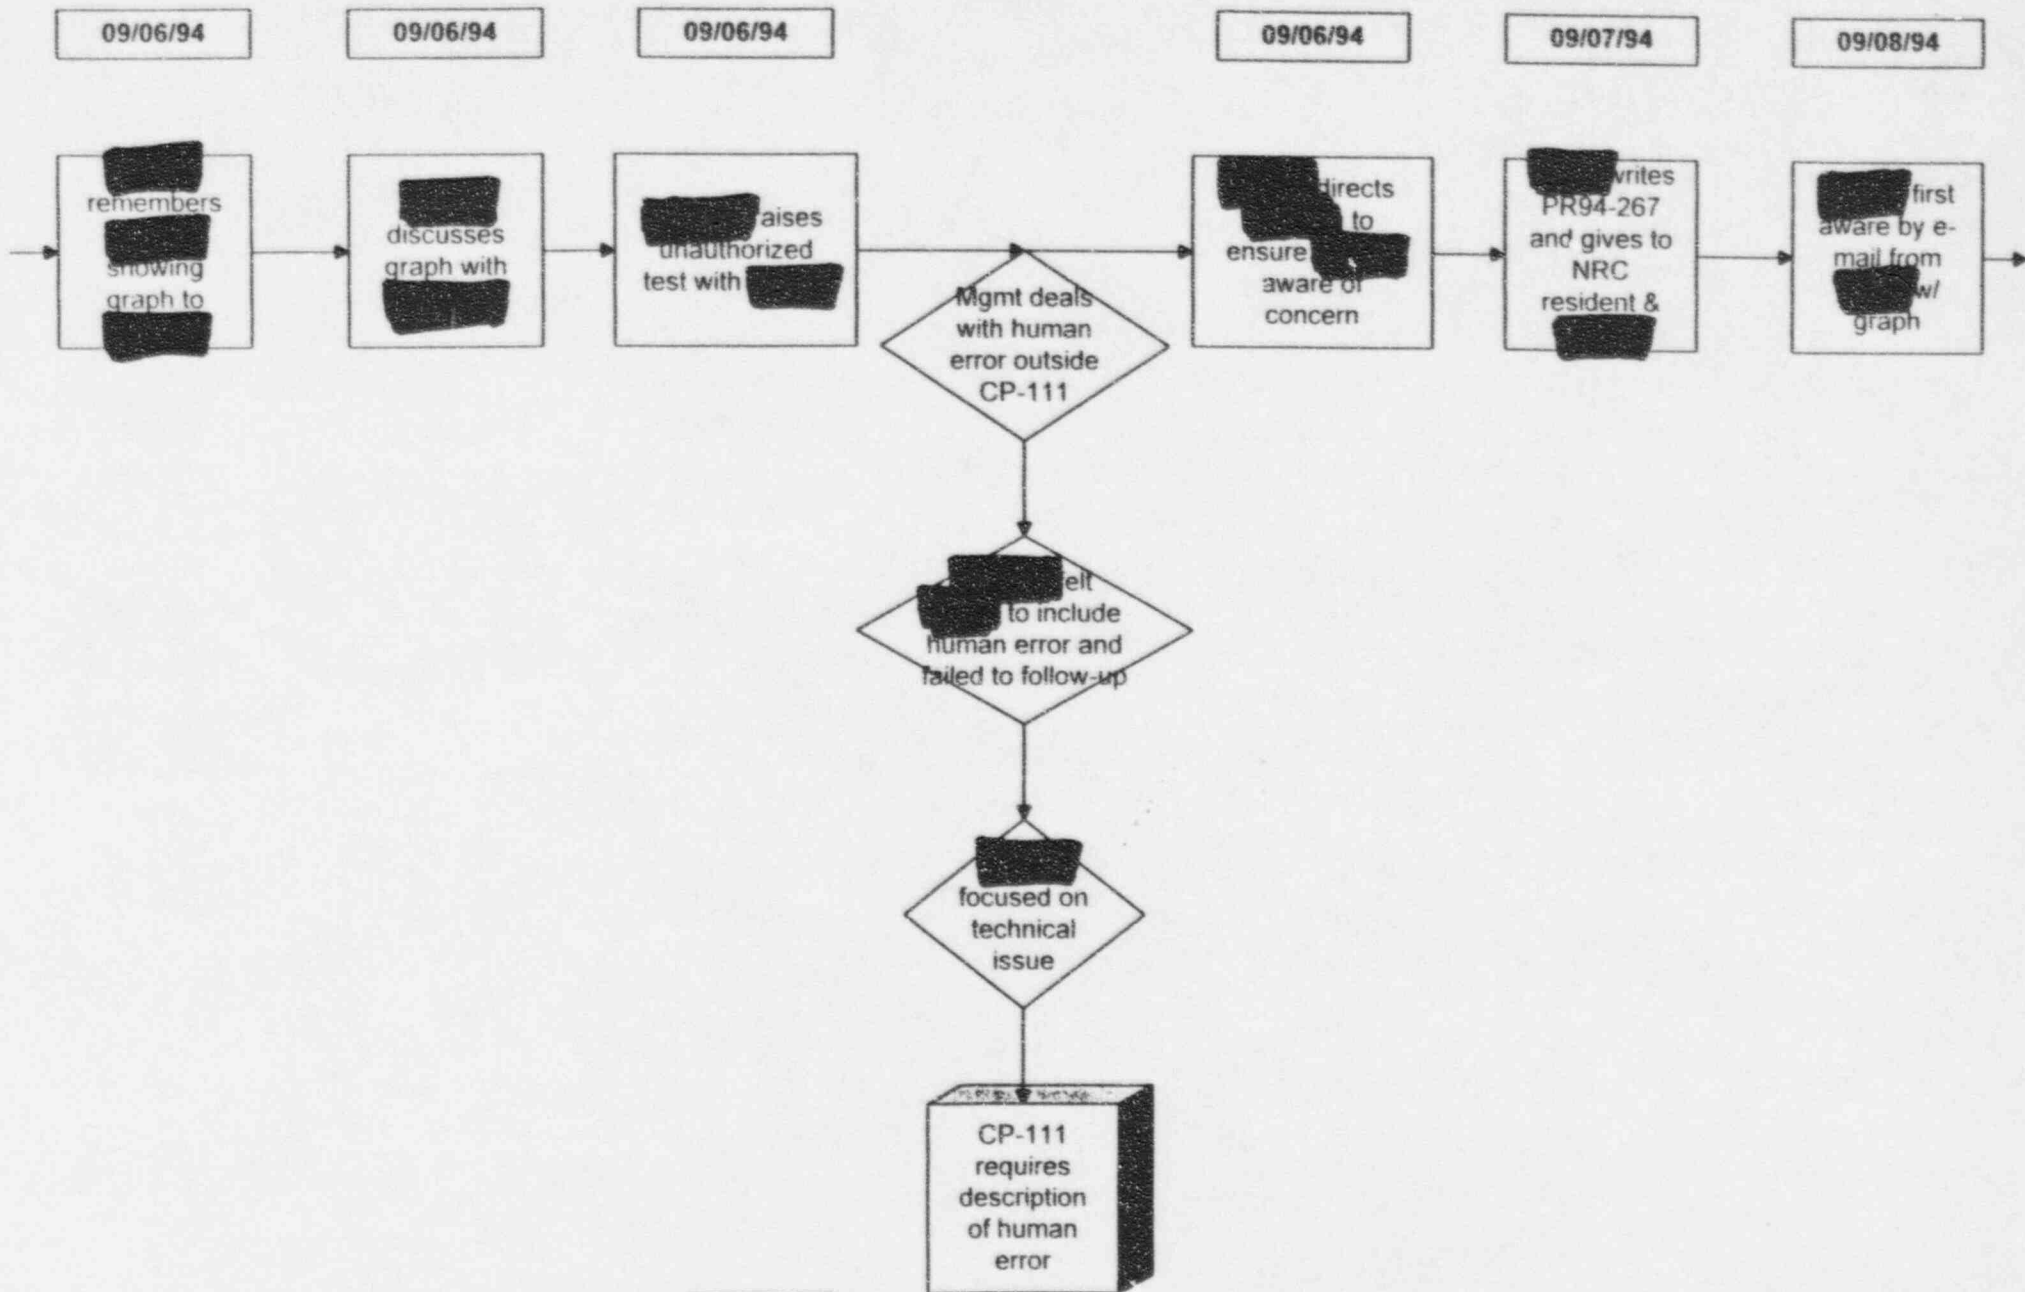 09/06/94
09/06/94
09/06/94
09/06/94
09/07/94
09/08/94
remembers
showing
graph to
discusses
graph with
aises
unauthorized
test with
Mgmt deals
with human
error outside
CP-111
directs
to
ensure
aware of
concern
writes
PR94-267
and gives to
NRC
resident &
first
aware by e-
mail from
w/
graph
elt
to include
human error and
failed to follow-up
focused on
technical
issue
CP-111
requires
description
of human
error